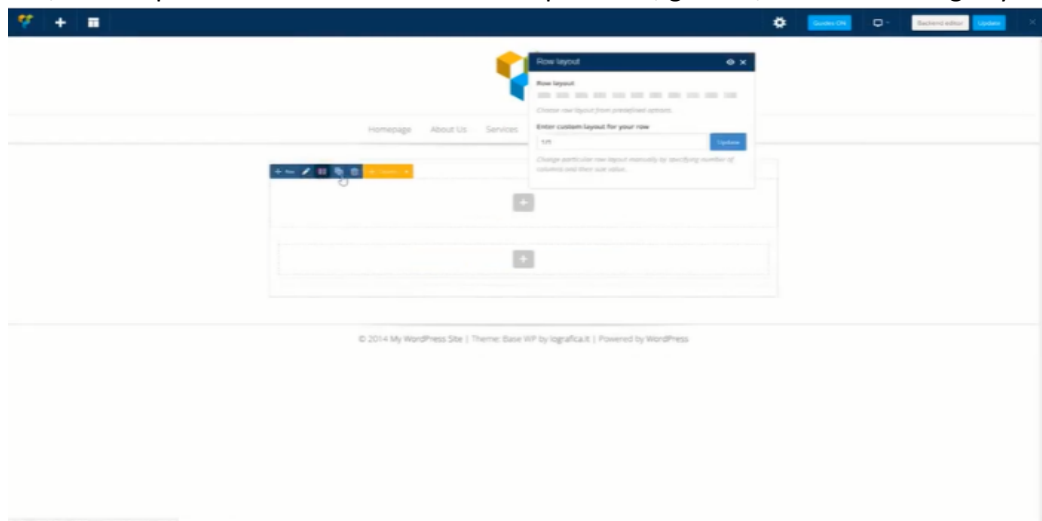 Guides ON
Backend editor
Update
Row layout
Row layout
Choose row layout from predefined options.
Homepage About Us Services
Enter custom layout for your row
1/1
Update
Change particular row layout manually by specifying number of
columns and their size value.
Row
© 2014 My WordPress Site | Theme: Base WP by lografica.it | Powered by WordPress